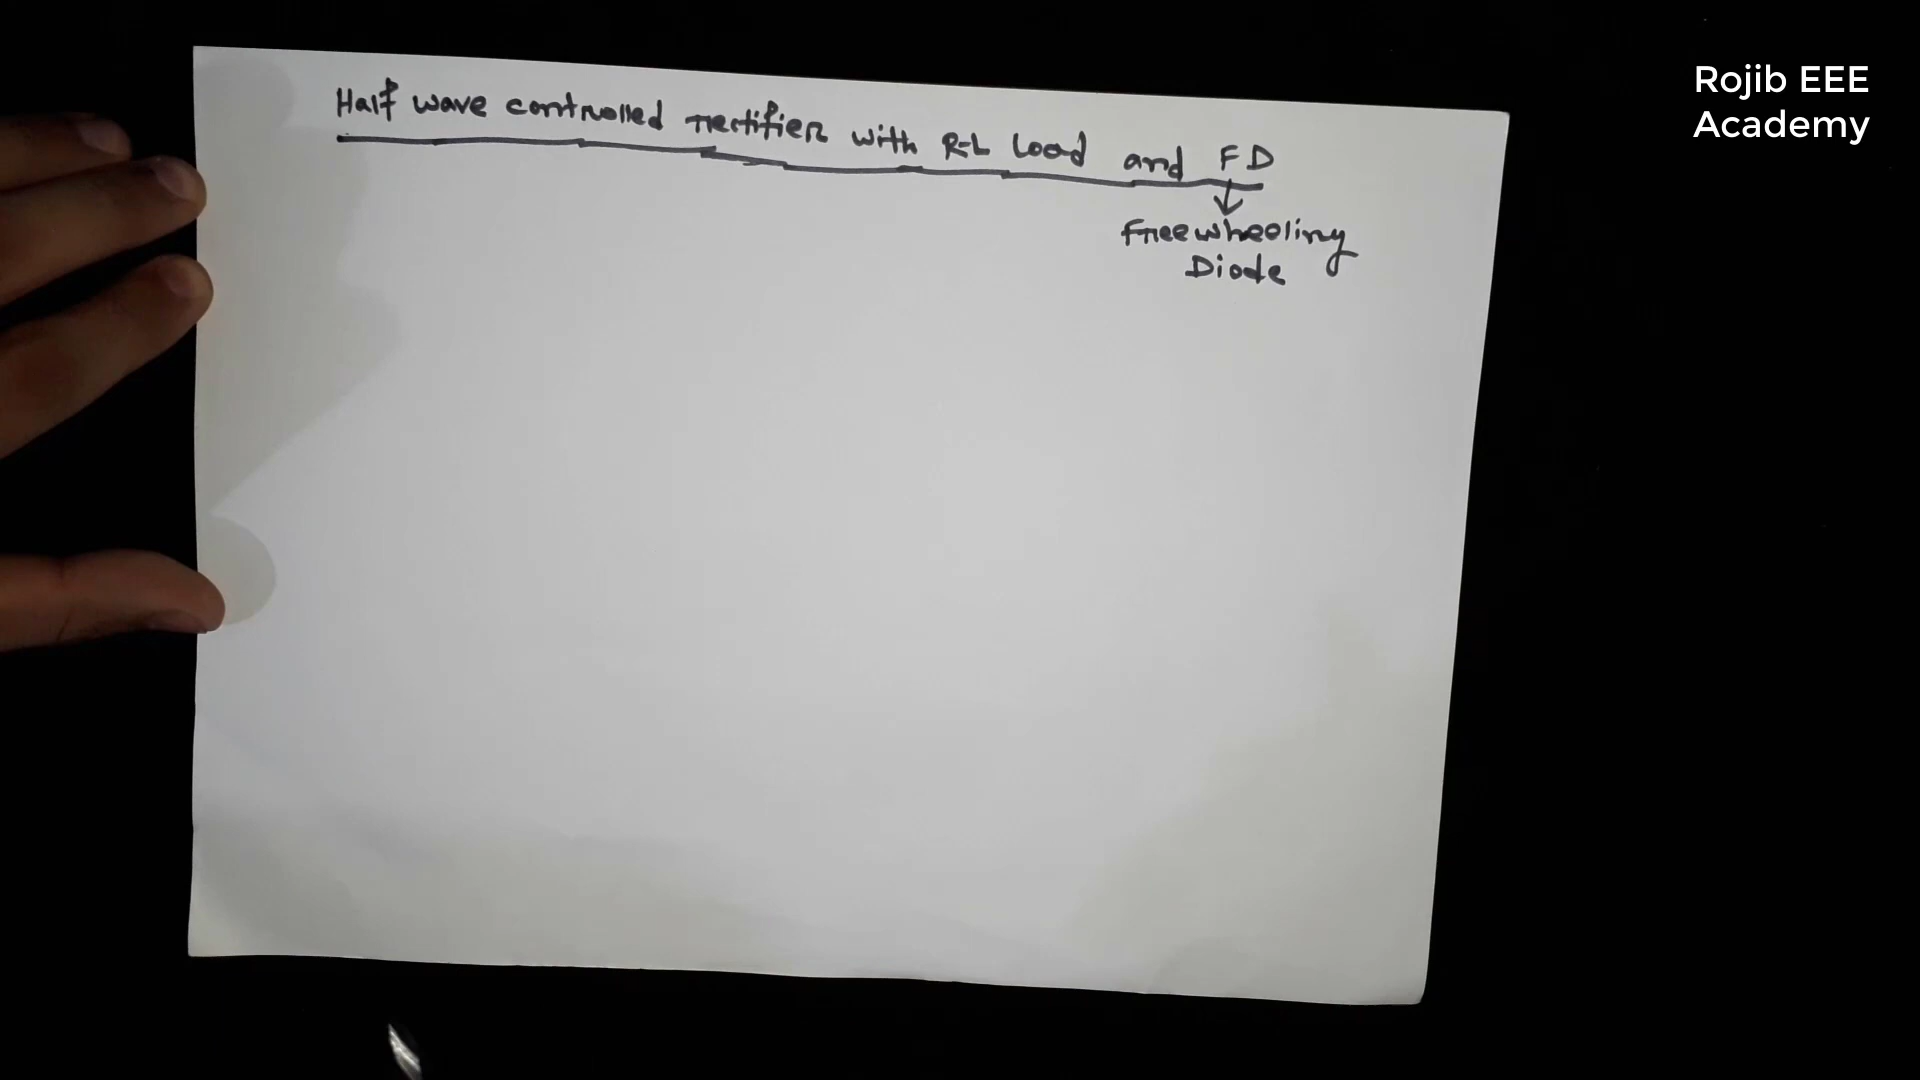 Half wave controlled rectifier with R-L Load and FD
Freewheeling
Diode
Rojib EEE
Academy